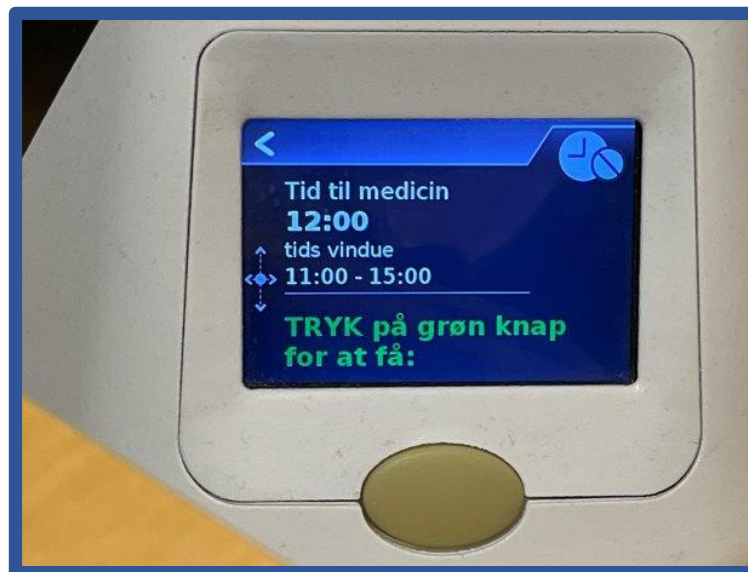 Tid til medicin
12:00
tids vindue
11:00 - 15:00
TRYK på grøn knap
for at få: